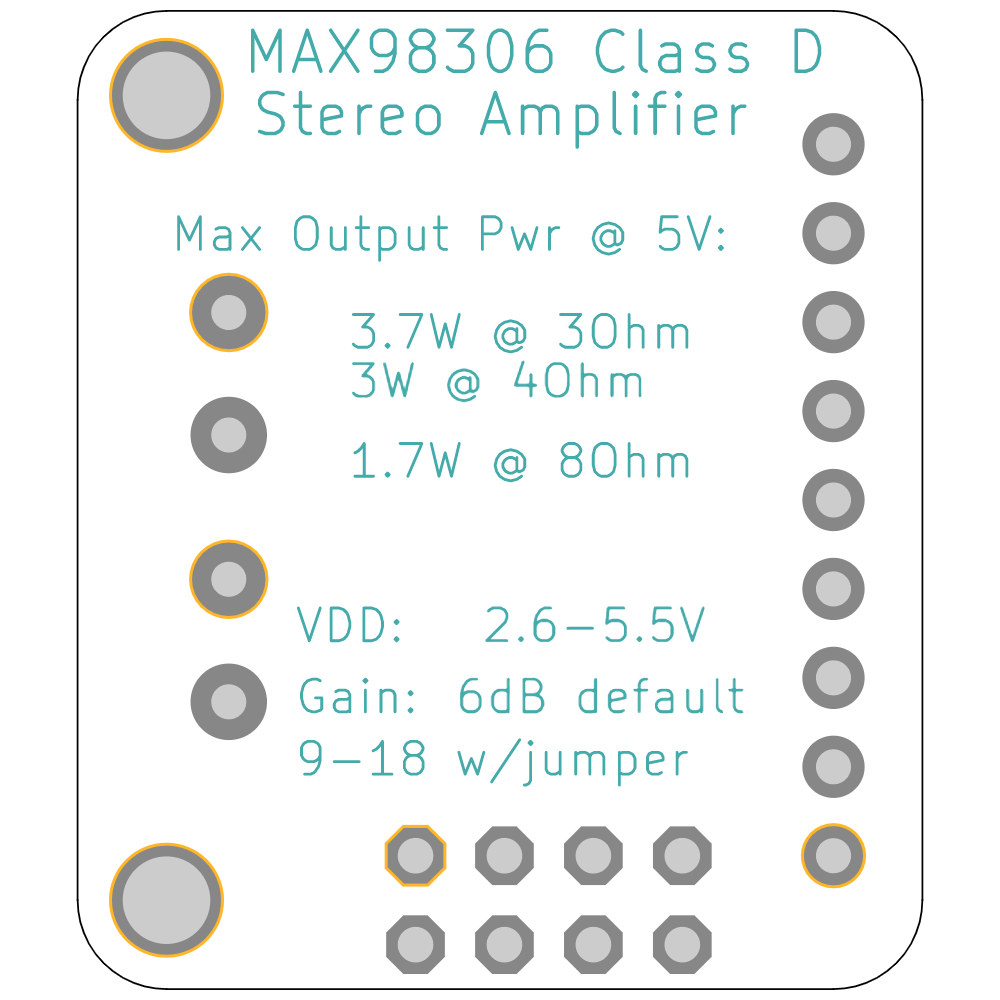 MAX98306 Class D
Stereo Amplifier
Max Output Pwr @ 5V:
3.7W @ 3Ohm
3W @ 4Ohm
1.7W @ 8Ohm
VDD: 2.6-5.5V
Gain: 6dB default
9-18 w/jumper